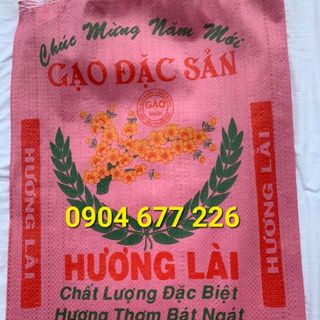 Chúc Mừng Năm Mới
GẠO ĐẶC SẢN
GẠO
SẠCH
HƯƠNG LÀI
HƯƠNG LÀI
0904 677 226
HƯƠNG LÀI
Chất Lượng Đặc Biệt
Hương Thơm Bát Ngát